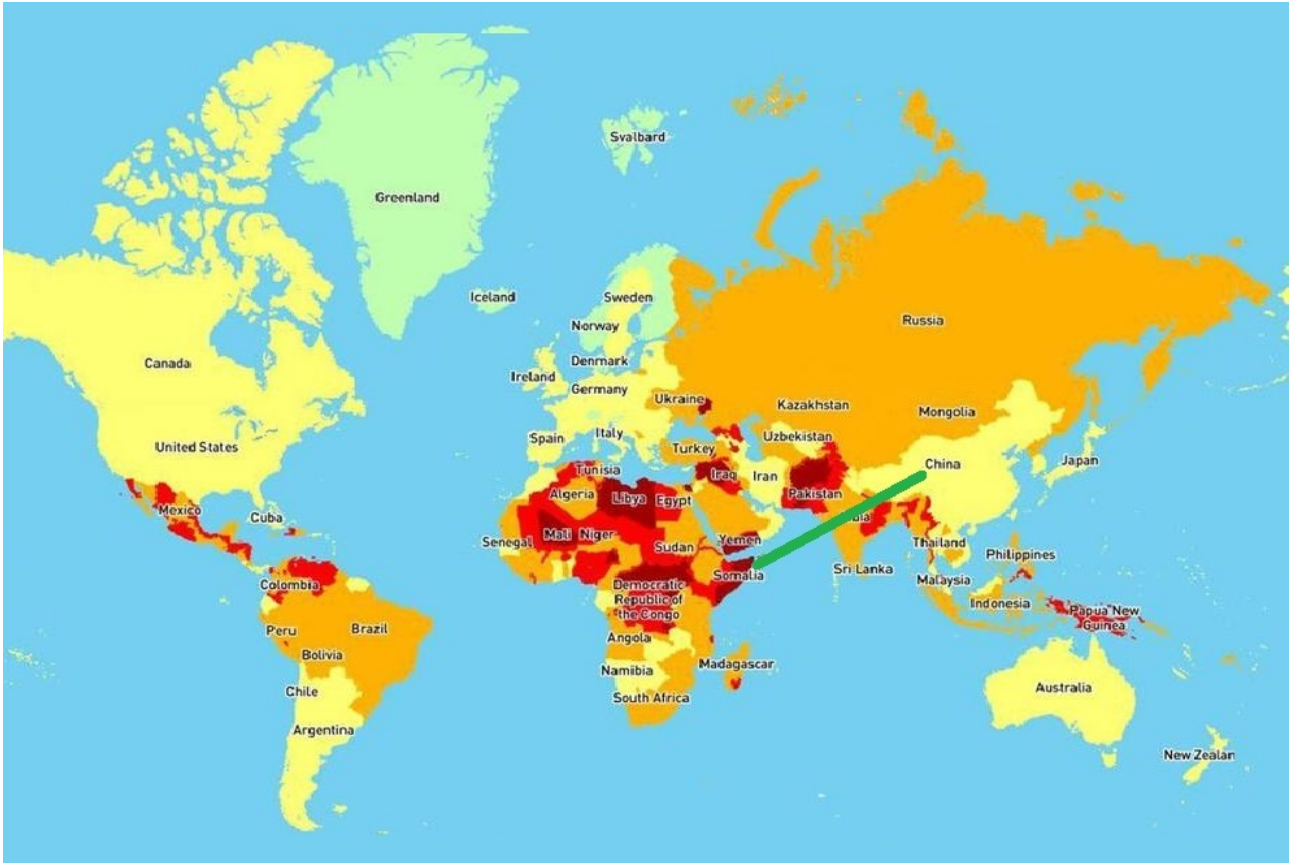 Svalbard
Greenland
Iceland
Sweden
Norway
Russia
Denmark
Canada
Ireland
Germany
Ukraine
Kazakhstan
Mongolia
United States
Spain
Italy
Turkey
Uzbekistan
China
Japan
Tunisia
Iraq
Iran
Algeria
Libya
Egypt
Pakistan
Mexico
Cuba
Senegal
Mali
Niger
Sudan
Yemen
Thailand
Philippines
Colombia
Democratic
Republic of
the Congo
Somalia
Sri Lanka
Malaysia
Indonesia
Papua New
Guinea
Peru
Brazil
Angola
Bolivia
Namibia
Madagascar
Chile
South Africa
Australia
Argentina
New Zealan